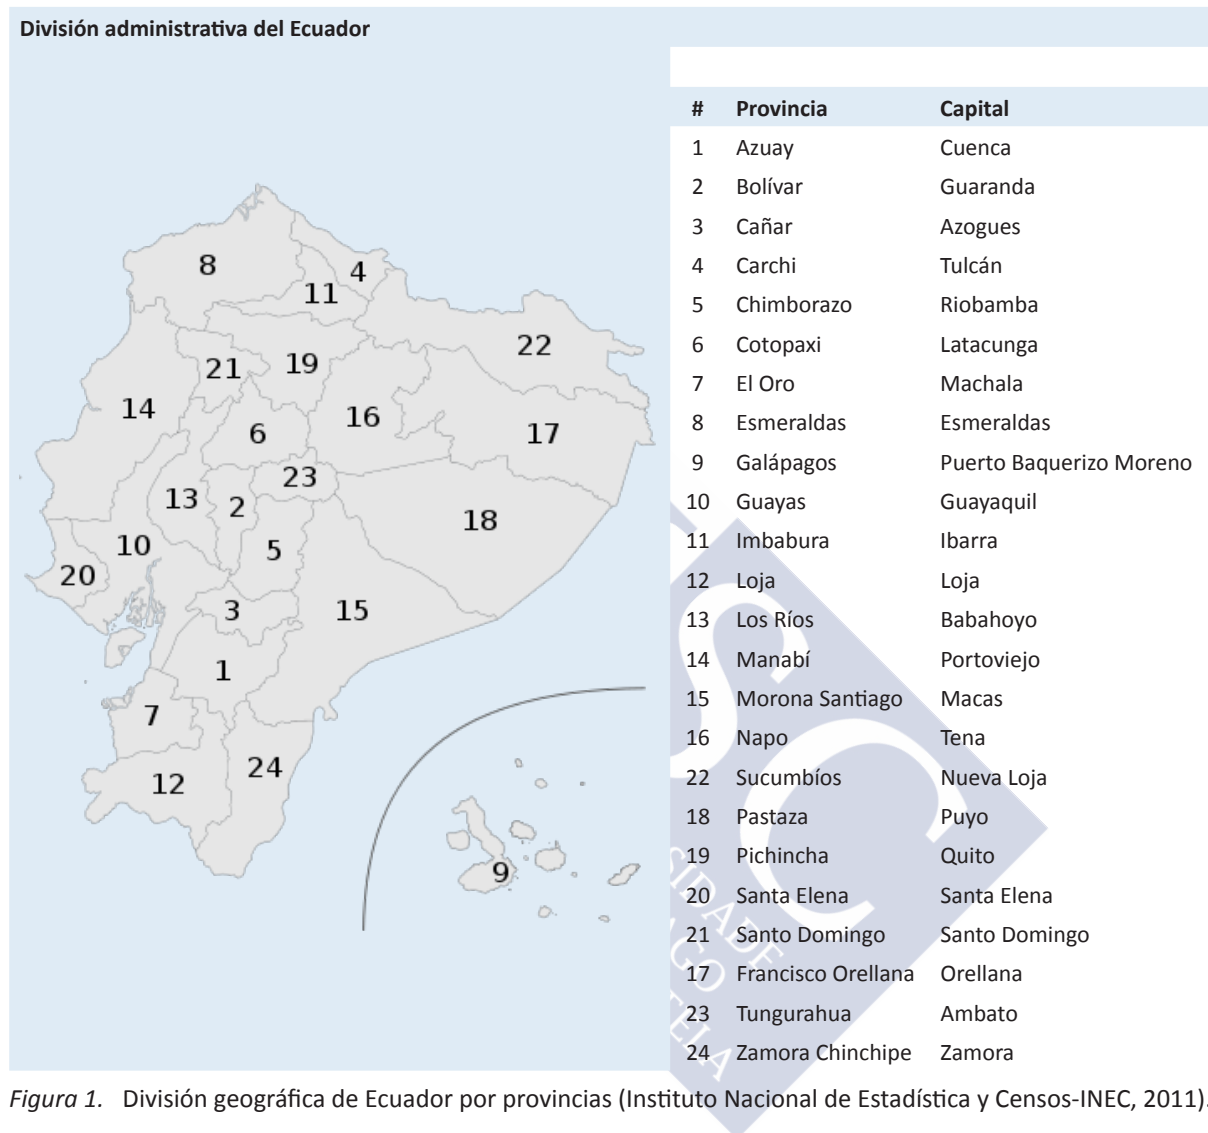 División administrativa del Ecuador
# Provincia Capital
1 Azuay Cuenca
2 Bolívar Guaranda
3 Cañar Azogues
4 Carchi Tulcán
5 Chimborazo Riobamba
6 Cotopaxi Latacunga
7 El Oro Machala
8 Esmeraldas Esmeraldas
9 Galápagos Puerto Baquerizo Moreno
10 Guayas Guayaquil
11 Imbabura Ibarra
12 Loja Loja
13 Los Ríos Babahoyo
14 Manabí Portoviejo
15 Morona Santiago Macas
16 Napo Tena
22 Sucumbíos Nueva Loja
18 Pastaza Puyo
19 Pichincha Quito
20 Santa Elena Santa Elena
21 Santo Domingo Santo Domingo
17 Francisco Orellana Orellana
23 Tungurahua Ambato
24 Zamora Chinchipe Zamora
8
4
11
22
21
19
14
16
6
17
23
13
2
18
10
5
20
3
15
1
7
24
12
9
Figura 1. División geográfica de Ecuador por provincias (Instituto Nacional de Estadística y Censos-INEC, 2011).